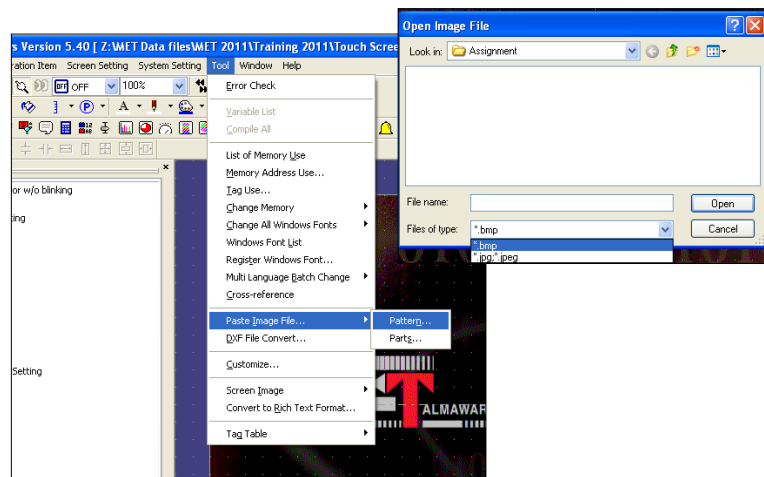 s Version 5.40 [ Z:\MET Data files\MET 2011\Training 2011\Touch Scree
ration Item Screen Setting System Setting Tool Window Help
OFF OFF 100%
P A
or w/o blinking
ing
Setting
Error Check
Variable List
Compile All
List of Memory Use
Memory Address Use...
Tag Use...
Change Memory
Change All Windows Fonts
Windows Font List
Register Windows Font...
Multi Language Batch Change
Cross-reference
Paste Image File...
DXF File Convert...
Customize...
Screen Image
Convert to Rich Text Format...
Tag Table
Pattern...
Parts...
ALMAWAR
Open Image File
Look in: Assignment
File name: Open
Files of type: *.bmp Cancel
*.bmp
*.jpg;*.jpeg